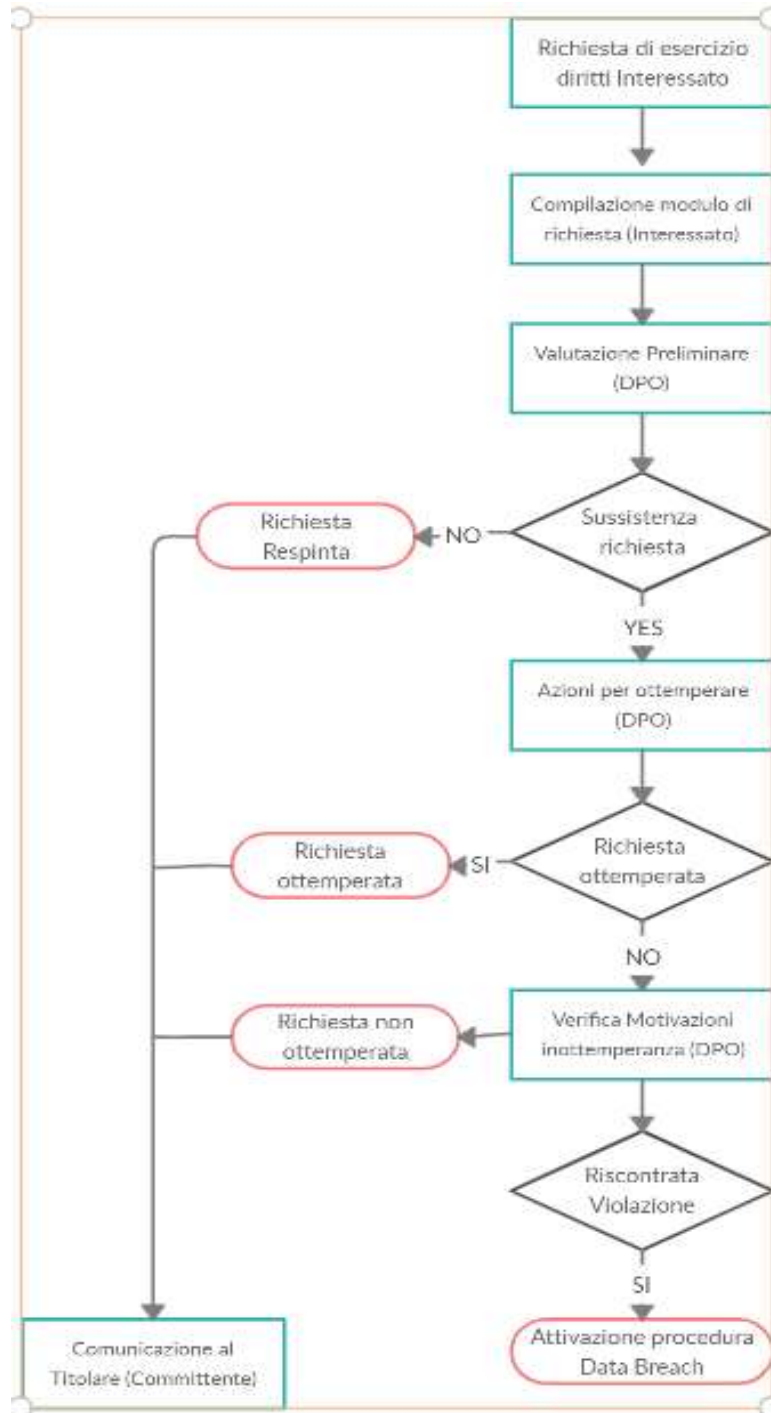 Richiesta di esercizio
diritti Interessato
Compilazione modulo di
richiesta (Interessato)
Valutazione Preliminare
(DPO)
Sussistenza
richiesta
NO
Richiesta
Respinta
YES
Azioni per ottemperare
(DPO)
Richiesta
ottemperata
SI
Richiesta
ottemperata
NO
Verifica Motivazioni
inottemperanza (DPO)
Richiesta non
ottemperata
Riscontrata
Violazione
SI
Attivazione procedura
Data Breach
Comunicazione al
Titolare (Committente)